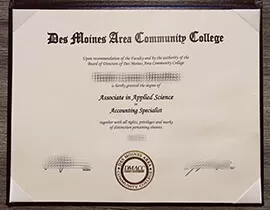 Des Moines Area Community College
Upon recommendation of the Faculty and by the authority of the
Board of Directors of Des Moines Area Community College
is hereby granted the degree of
Associate in Applied Science
in
Accounting Specialist
together with all rights, privileges and marks
of distinction pertaining thereto.
DMACC